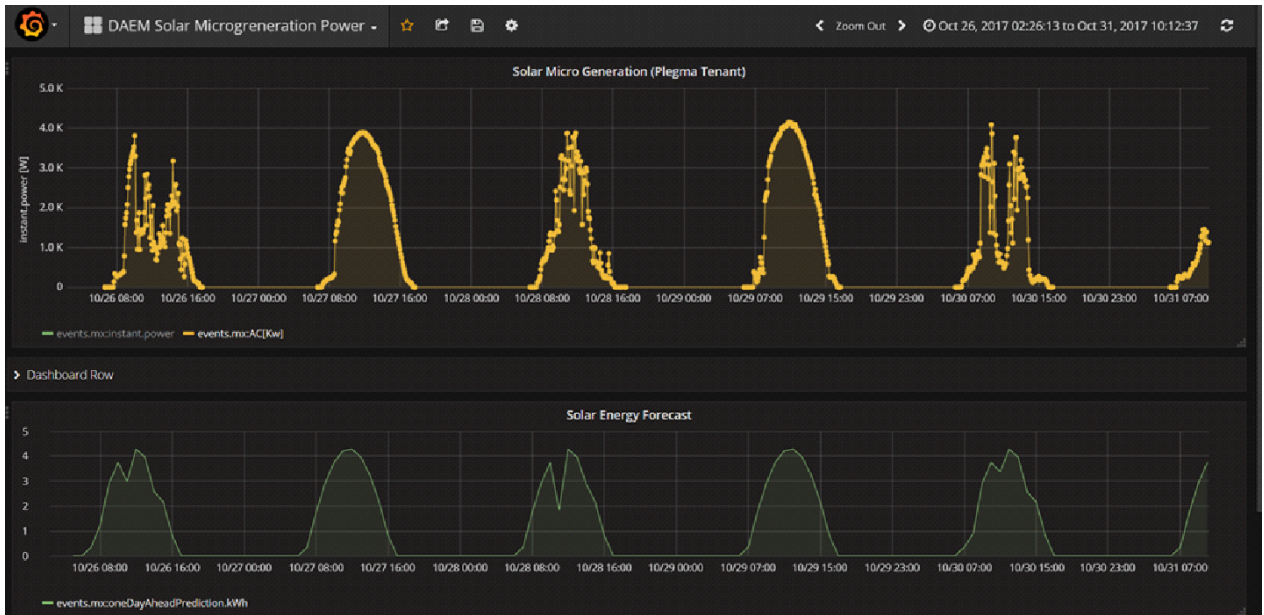 DAEM Solar Microgeneration Power
Zoom Out Oct 26, 2017 02:26:13 to Oct 31, 2017 10:12:37
Solar Micro Generation (Plegma Tenant)
instant.power [W]
5.0 K
4.0 K
3.0 K
2.0 K
1.0 K
0
10/26 08:00 10/26 16:00 10/27 00:00 10/27 08:00 10/27 16:00 10/28 00:00 10/28 08:00 10/28 16:00 10/29 00:00 10/29 07:00 10/29 15:00 10/29 23:00 10/30 07:00 10/30 15:00 10/30 23:00 10/31 07:00
events.mx:instant.power events.mx:AC[Kw]
Dashboard Row
Solar Energy Forecast
5
4
3
2
1
0
10/26 08:00 10/26 16:00 10/27 00:00 10/27 08:00 10/27 16:00 10/28 00:00 10/28 08:00 10/28 16:00 10/29 00:00 10/29 07:00 10/29 15:00 10/29 23:00 10/30 07:00 10/30 15:00 10/30 23:00 10/31 07:00
events.mx:oneDayAheadPrediction.kWh